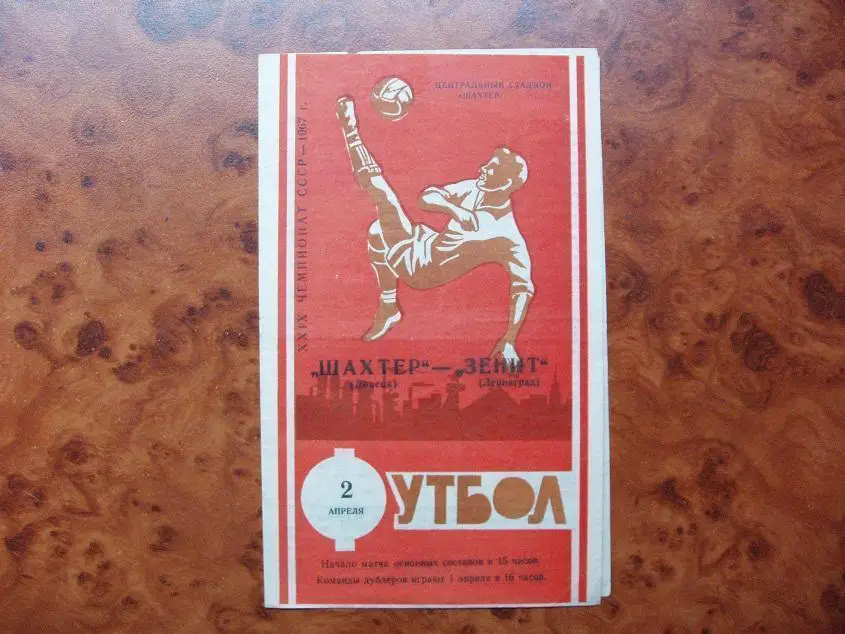 ЦЕНТРАЛЬНЫЙ СТАДИОН
«ШАХТЕР»
XXIX ЧЕМПИОНАТ СССР — 1967 г.
„ШАХТЕР“ — „ЗЕНИТ“
(Донецк) (Ленинград)
2
АПРЕЛЯ
ФУТБОЛ
Начало матча основных составов в 15 часов.
Команды дублеров играют 1 апреля в 16 часов.